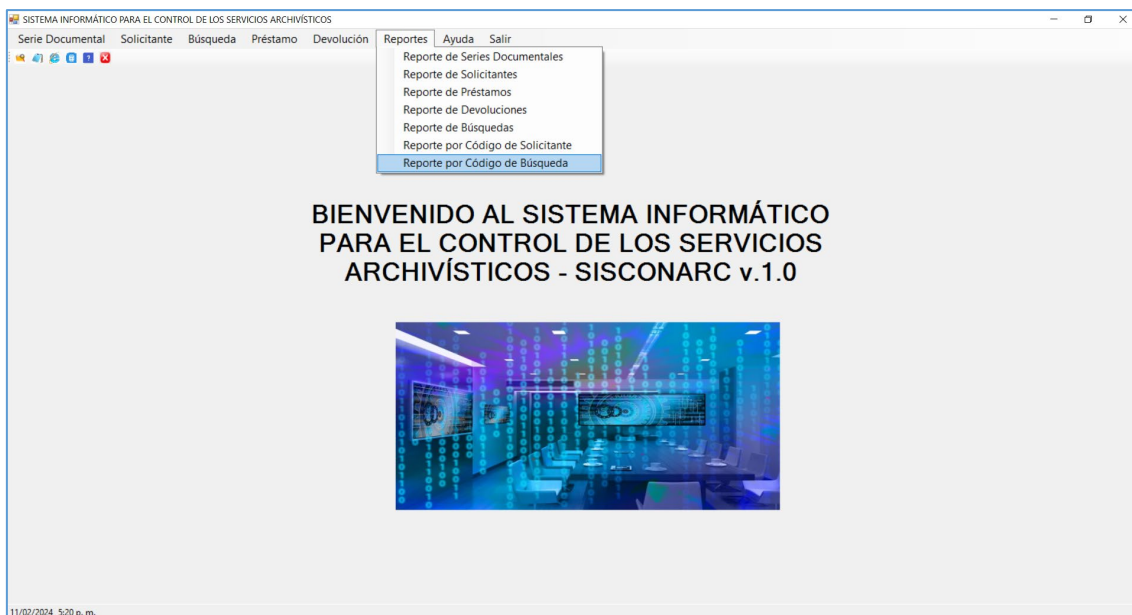 SISTEMA INFORMÁTICO PARA EL CONTROL DE LOS SERVICIOS ARCHIVÍSTICOS
Serie Documental Solicitante Búsqueda Préstamo Devolución Reportes Ayuda Salir
Reporte de Series Documentales
Reporte de Solicitantes
Reporte de Préstamos
Reporte de Devoluciones
Reporte de Búsquedas
Reporte por Código de Solicitante
Reporte por Código de Búsqueda
BIENVENIDO AL SISTEMA INFORMÁTICO
PARA EL CONTROL DE LOS SERVICIOS
ARCHIVÍSTICOS - SISCONARC v.1.0
11/02/2024 5:20 p. m.